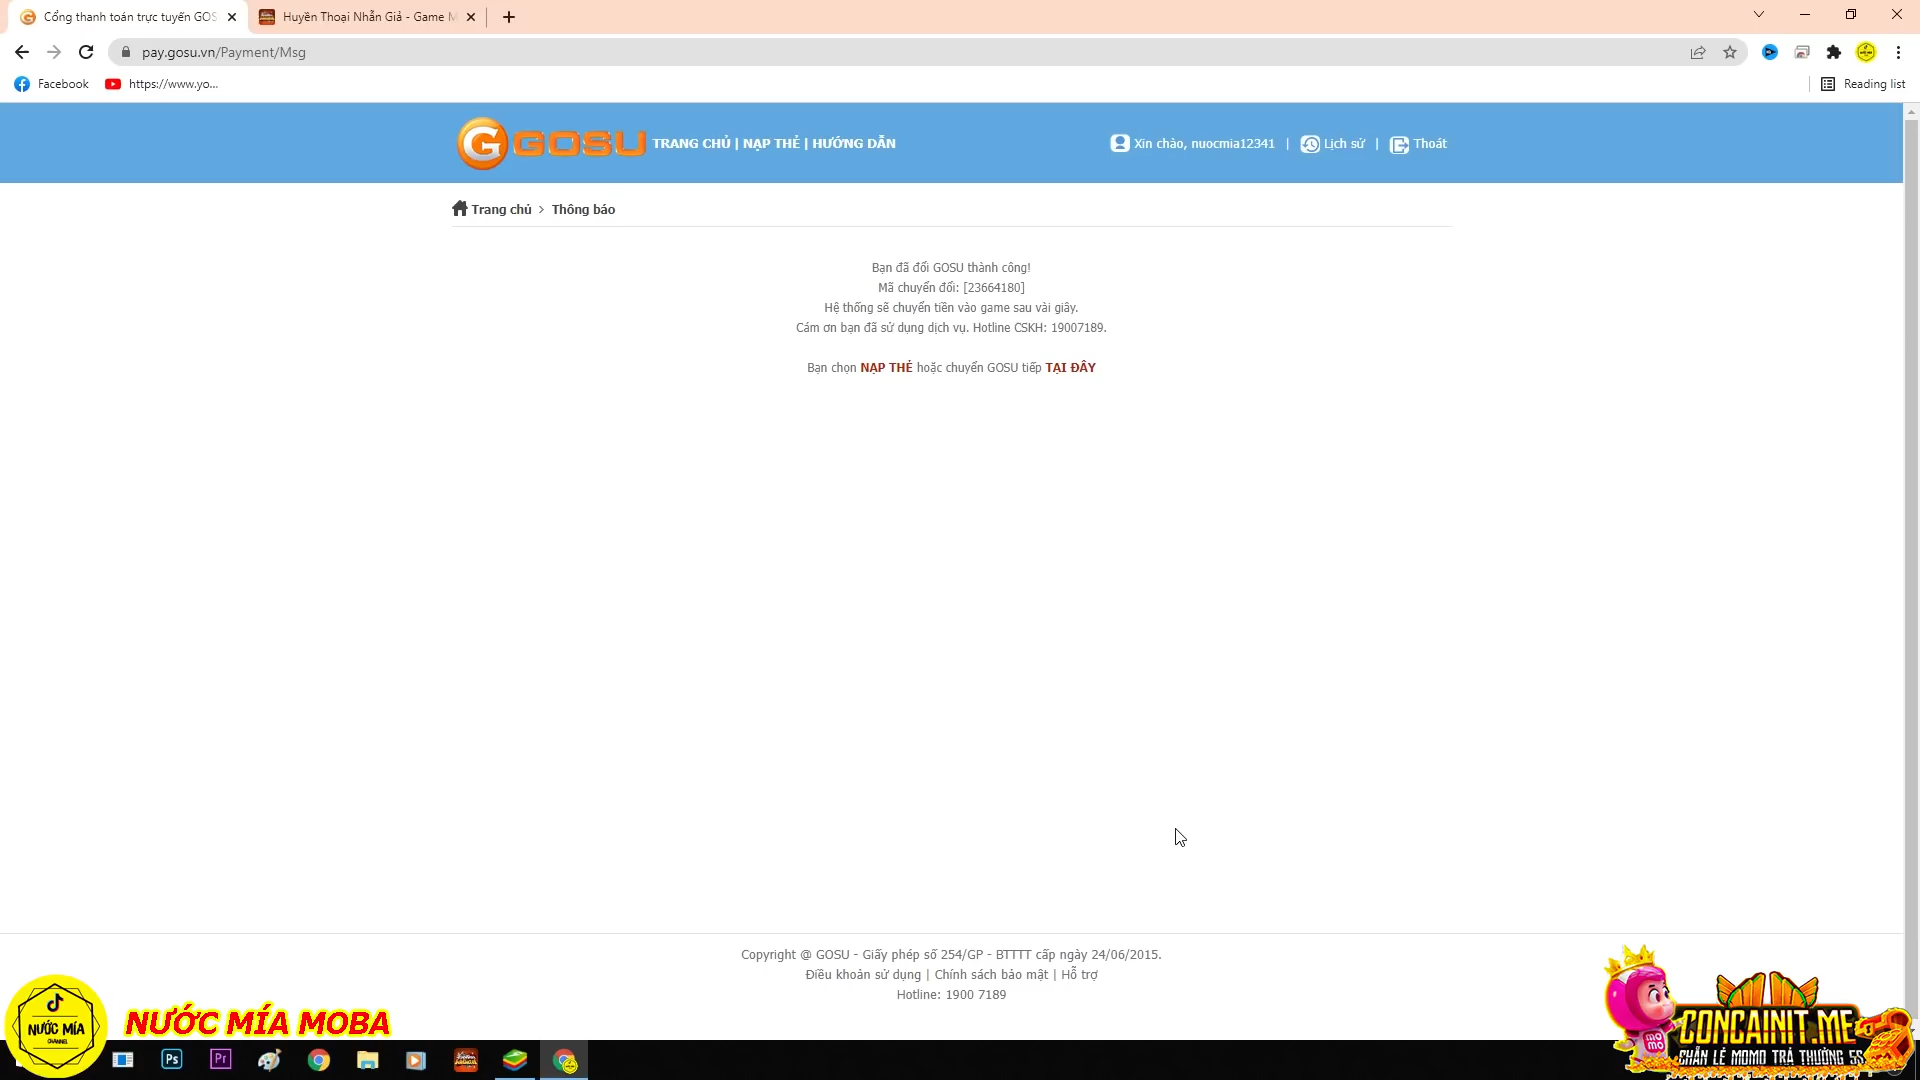 Cổng thanh toán trực tuyến GOS
Huyền Thoại Nhẫn Giả - Game M
pay.gosu.vn/Payment/Msg
Facebook
https://www.yo...
Reading list
G GOSU
TRANG CHỦ | NẠP THẺ | HƯỚNG DẪN
Xin chào, nuocmia12341 | Lịch sử | Thoát
Trang chủ > Thông báo
Bạn đã đổi GOSU thành công!
Mã chuyển đổi: [23664180]
Hệ thống sẽ chuyển tiền vào game sau vài giây.
Cám ơn bạn đã sử dụng dịch vụ. Hotline CSKH: 19007189.
Bạn chọn NẠP THẺ hoặc chuyển GOSU tiếp TẠI ĐÂY
Copyright @ GOSU - Giấy phép số 254/GP - BTTTT cấp ngày 24/06/2015.
Điều khoản sử dụng | Chính sách bảo mật | Hỗ trợ
Hotline: 1900 7189
NƯỚC MÍA
CHANNEL
NƯỚC MÍA MOBA
Ps
Pr
momo
CONCAINIT.ME
CHẴN LẺ MOMO TRẢ THƯỞNG 5S